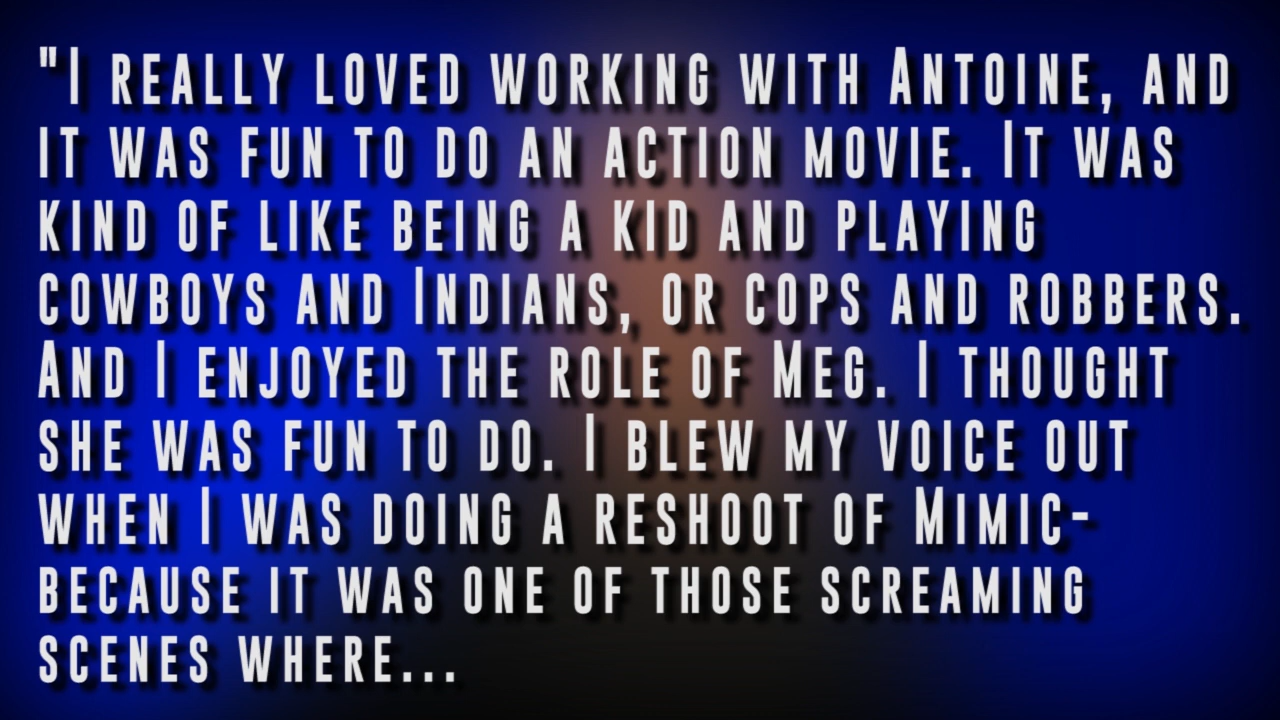 "I really loved working with Antoine, and
it was fun to do an action movie. It was
kind of like being a kid and playing
cowboys and Indians, or cops and robbers.
And I enjoyed the role of Meg. I thought
she was fun to do. I blew my voice out
when I was doing a reshoot of Mimic-
because it was one of those screaming
scenes where...